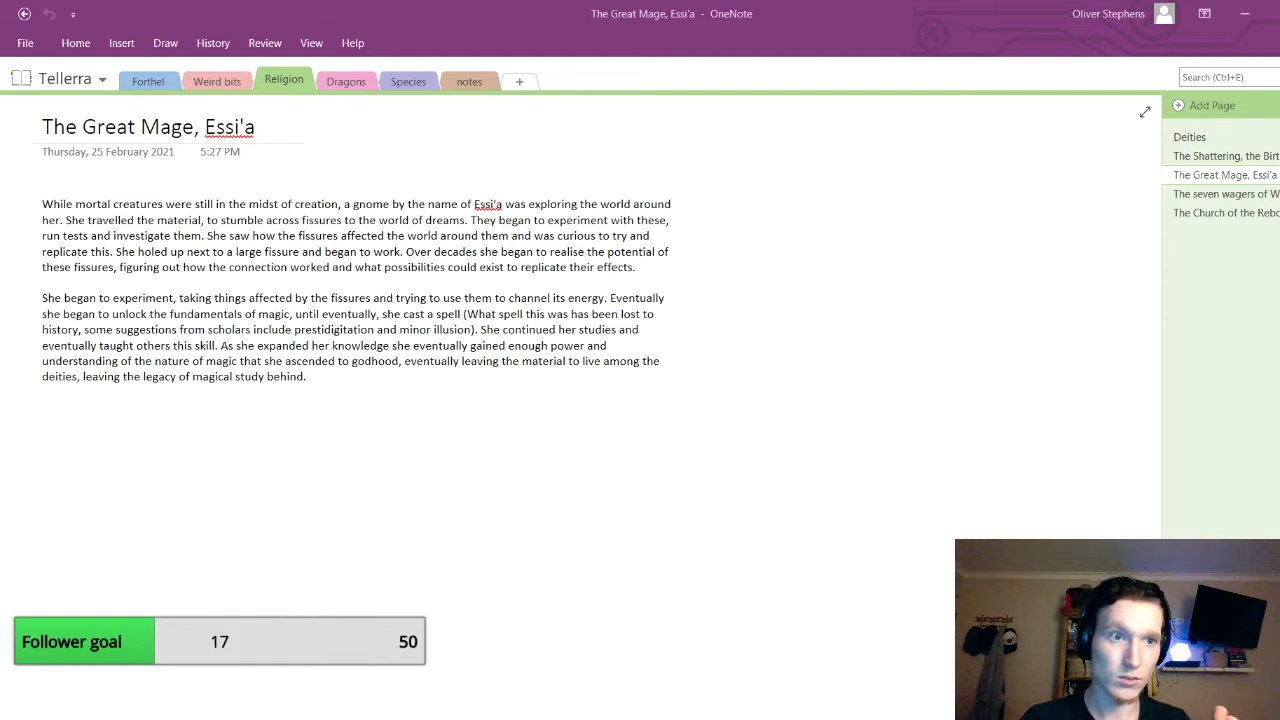 The Great Mage, Essi'a - OneNote
Oliver Stephens
File Home Insert Draw History Review View Help
Tellerra Forthel Weird bits Religion Dragons Species notes
Search (Ctrl+E)
Add Page
The Great Mage, Essi'a
Thursday, 25 February 2021 5:27 PM
While mortal creatures were still in the midst of creation, a gnome by the name of Essi'a was exploring the world around
her. She travelled the material, to stumble across fissures to the world of dreams. They began to experiment with these,
run tests and investigate them. She saw how the fissures affected the world around them and was curious to try and
replicate this. She holed up next to a large fissure and began to work. Over decades she began to realise the potential of
these fissures, figuring out how the connection worked and what possibilities could exist to replicate their effects.
She began to experiment, taking things affected by the fissures and trying to use them to channel its energy. Eventually
she began to unlock the fundamentals of magic, until eventually, she cast a spell (What spell this was has been lost to
history, some suggestions from scholars include prestidigitation and minor illusion). She continued her studies and
eventually taught others this skill. As she expanded her knowledge she eventually gained enough power and
understanding of the nature of magic that she ascended to godhood, eventually leaving the material to live among the
deities, leaving the legacy of magical study behind.
Deities
The Shattering, the Birt
The Great Mage, Essi'a
The seven wagers of W
The Church of the Rebo
Follower goal 17 50